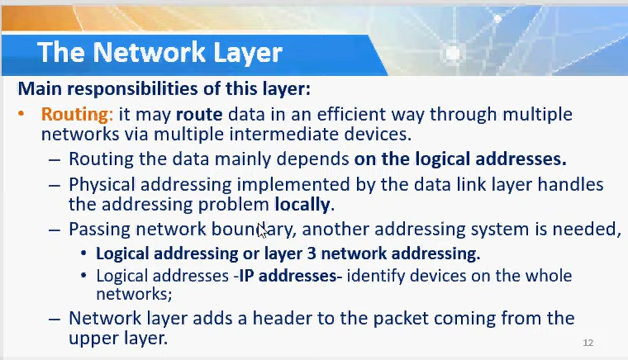 The Network Layer
Main responsibilities of this layer:
• Routing: it may route data in an efficient way through multiple
networks via multiple intermediate devices.
– Routing the data mainly depends on the logical addresses.
– Physical addressing implemented by the data link layer handles
the addressing problem locally.
– Passing network boundary, another addressing system is needed,
• Logical addressing or layer 3 network addressing.
• Logical addresses -IP addresses- identify devices on the whole
networks;
– Network layer adds a header to the packet coming from the
upper layer.
12